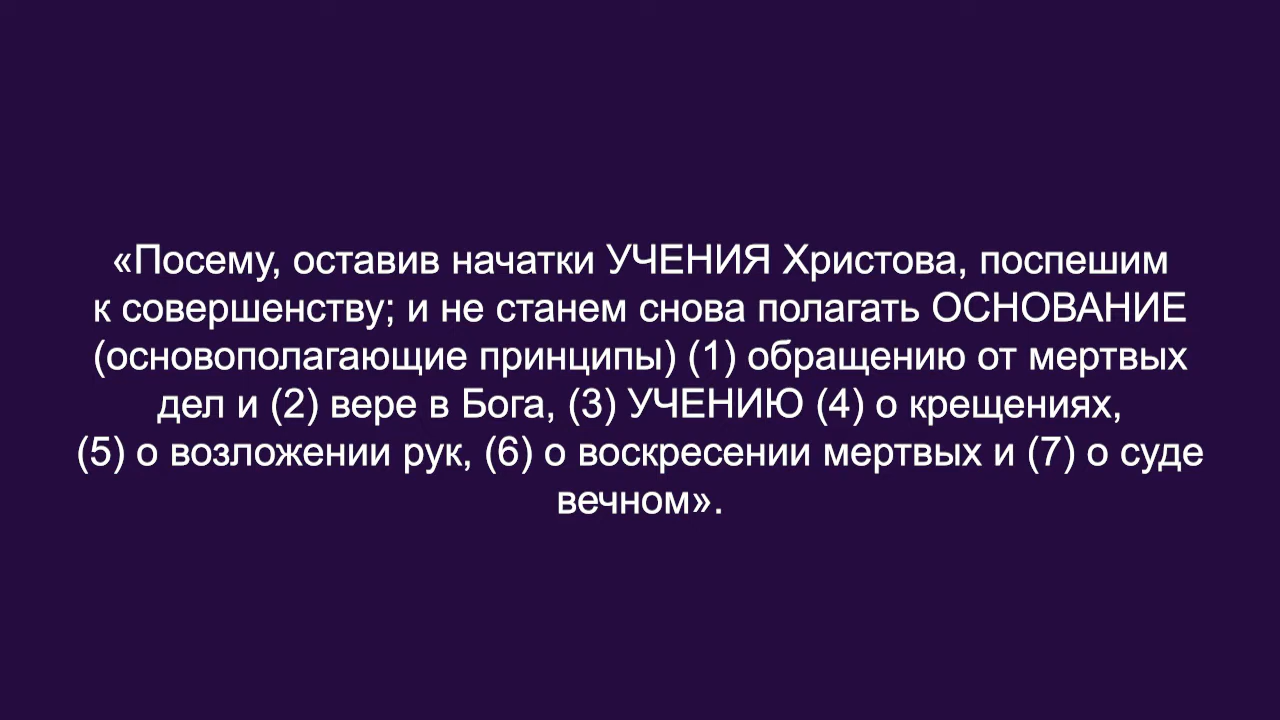 «Посему, оставив начатки УЧЕНИЯ Христова, поспешим
к совершенству; и не станем снова полагать ОСНОВАНИЕ
(основополагающие принципы) (1) обращению от мертвых
дел и (2) вере в Бога, (3) УЧЕНИЮ (4) о крещениях,
(5) о возложении рук, (6) о воскресении мертвых и (7) о суде
вечном».